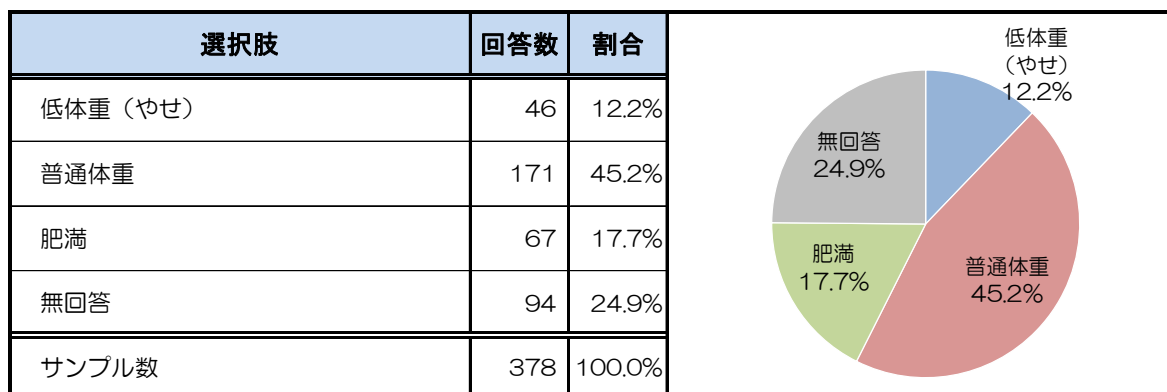 選択肢 回答数 割合
低体重（やせ） 46 12.2%
普通体重 171 45.2%
肥満 67 17.7%
無回答 94 24.9%
サンプル数 378 100.0%
低体重
（やせ）
12.2%
普通体重
45.2%
肥満
17.7%
無回答
24.9%